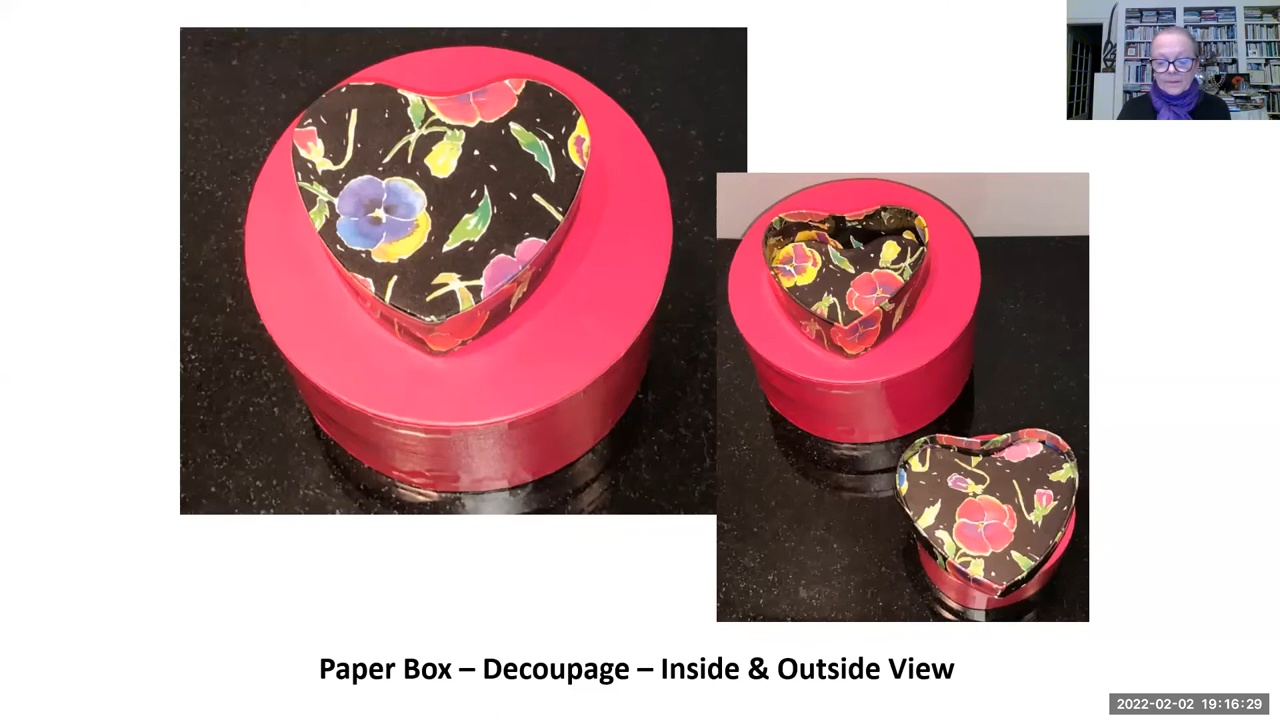 Paper Box – Decoupage – Inside & Outside View
2022-02-02 19:16:29